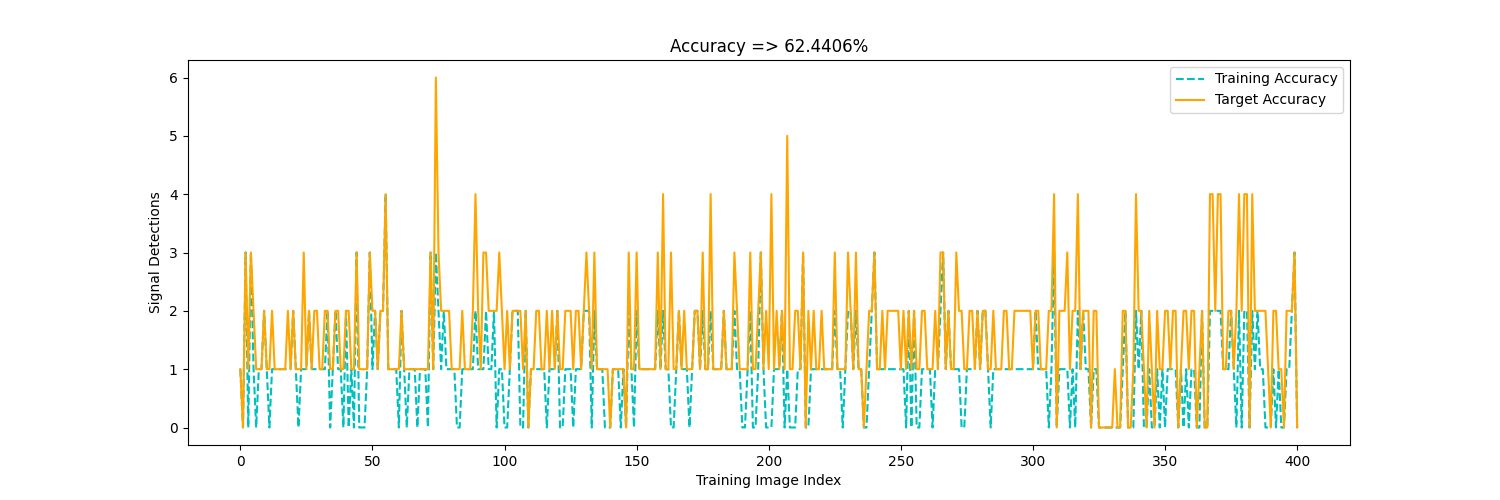 Accuracy => 62.4406%
Training Accuracy
Target Accuracy
6
5
4
3
2
1
0
Signal Detections
0 50 100 150 200 250 300 350 400
Training Image Index